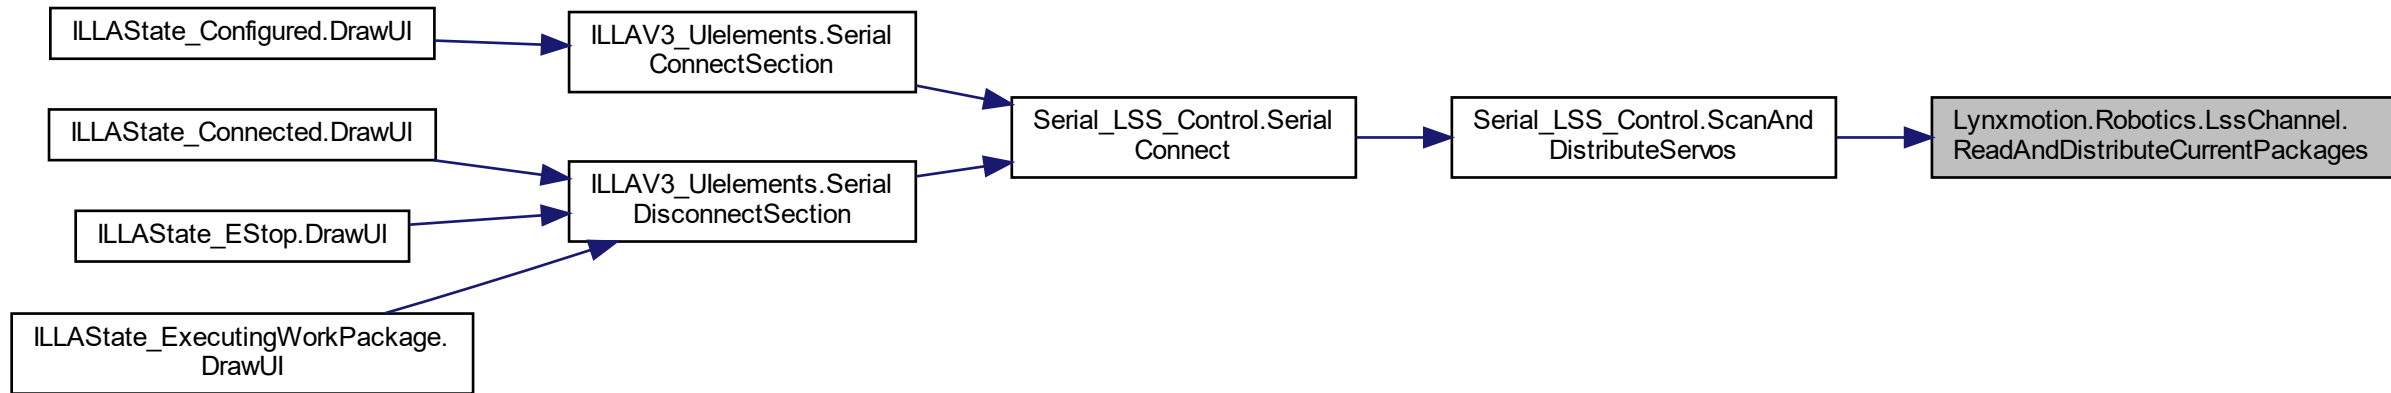 ILLAState_Configured.DrawUI
ILLAV3_UIelements.Serial
ConnectSection
ILLAState_Connected.DrawUI
Serial_LSS_Control.Serial
Connect
Serial_LSS_Control.ScanAnd
DistributeServos
Lynxmotion.Robotics.LssChannel.
ReadAndDistributeCurrentPackages
ILLAV3_UIelements.Serial
DisconnectSection
ILLAState_EStop.DrawUI
ILLAState_ExecutingWorkPackage.
DrawUI